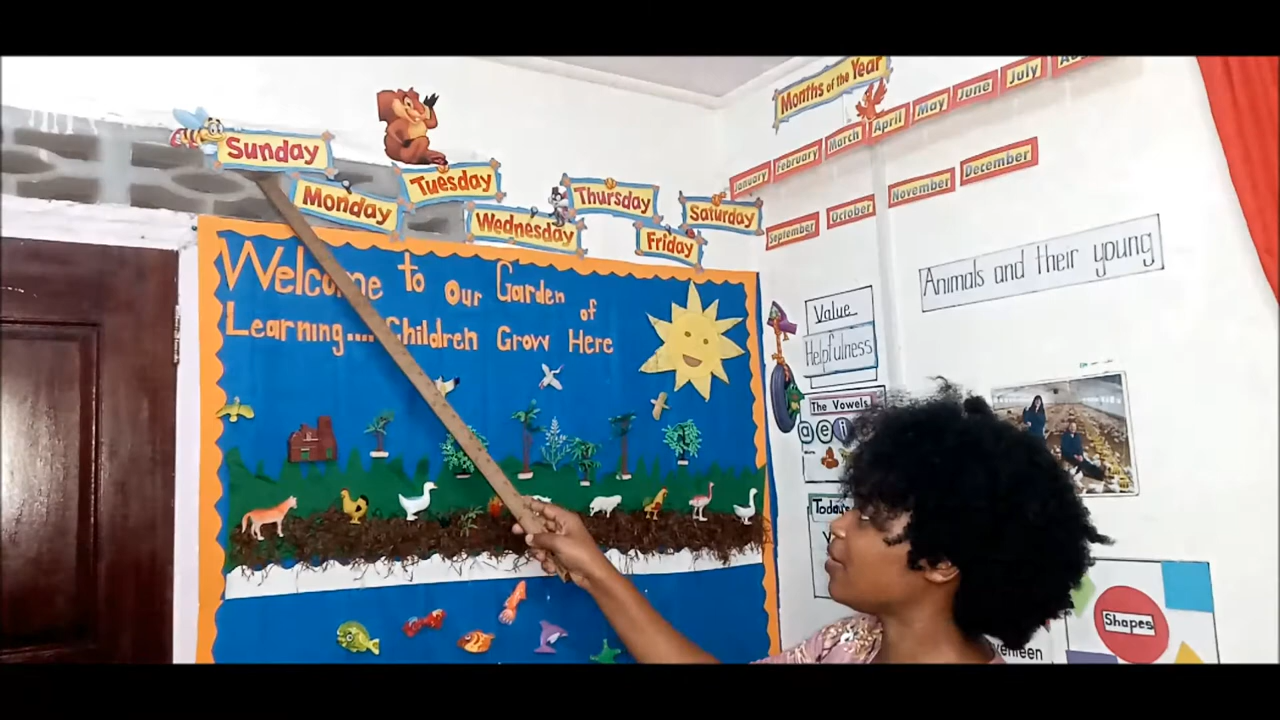 Sunday
Monday
Tuesday
Wednesday
Thursday
Friday
Saturday
Months of the Year
January
February
March
April
May
June
July
September
October
November
December
Welcome to our Garden of
Learning.... Children Grow Here
Animals and their young
Value
Helpfulness
The Vowels
a e i
Shapes